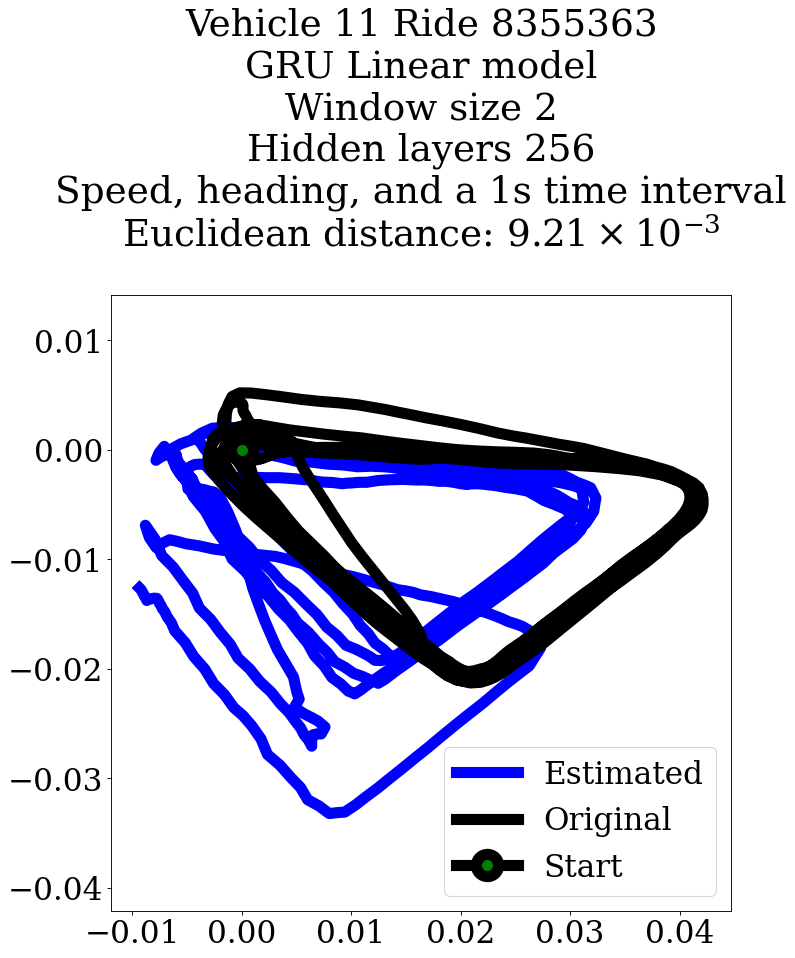 Vehicle 11 Ride 8355363
GRU Linear model
Window size 2
Hidden layers 256
Speed, heading, and a 1s time interval
Euclidean distance: 9.21 × 10⁻³
0.01
0.00
−0.01
−0.02
−0.03
−0.04
Estimated
Original
Start
−0.01 0.00 0.01 0.02 0.03 0.04